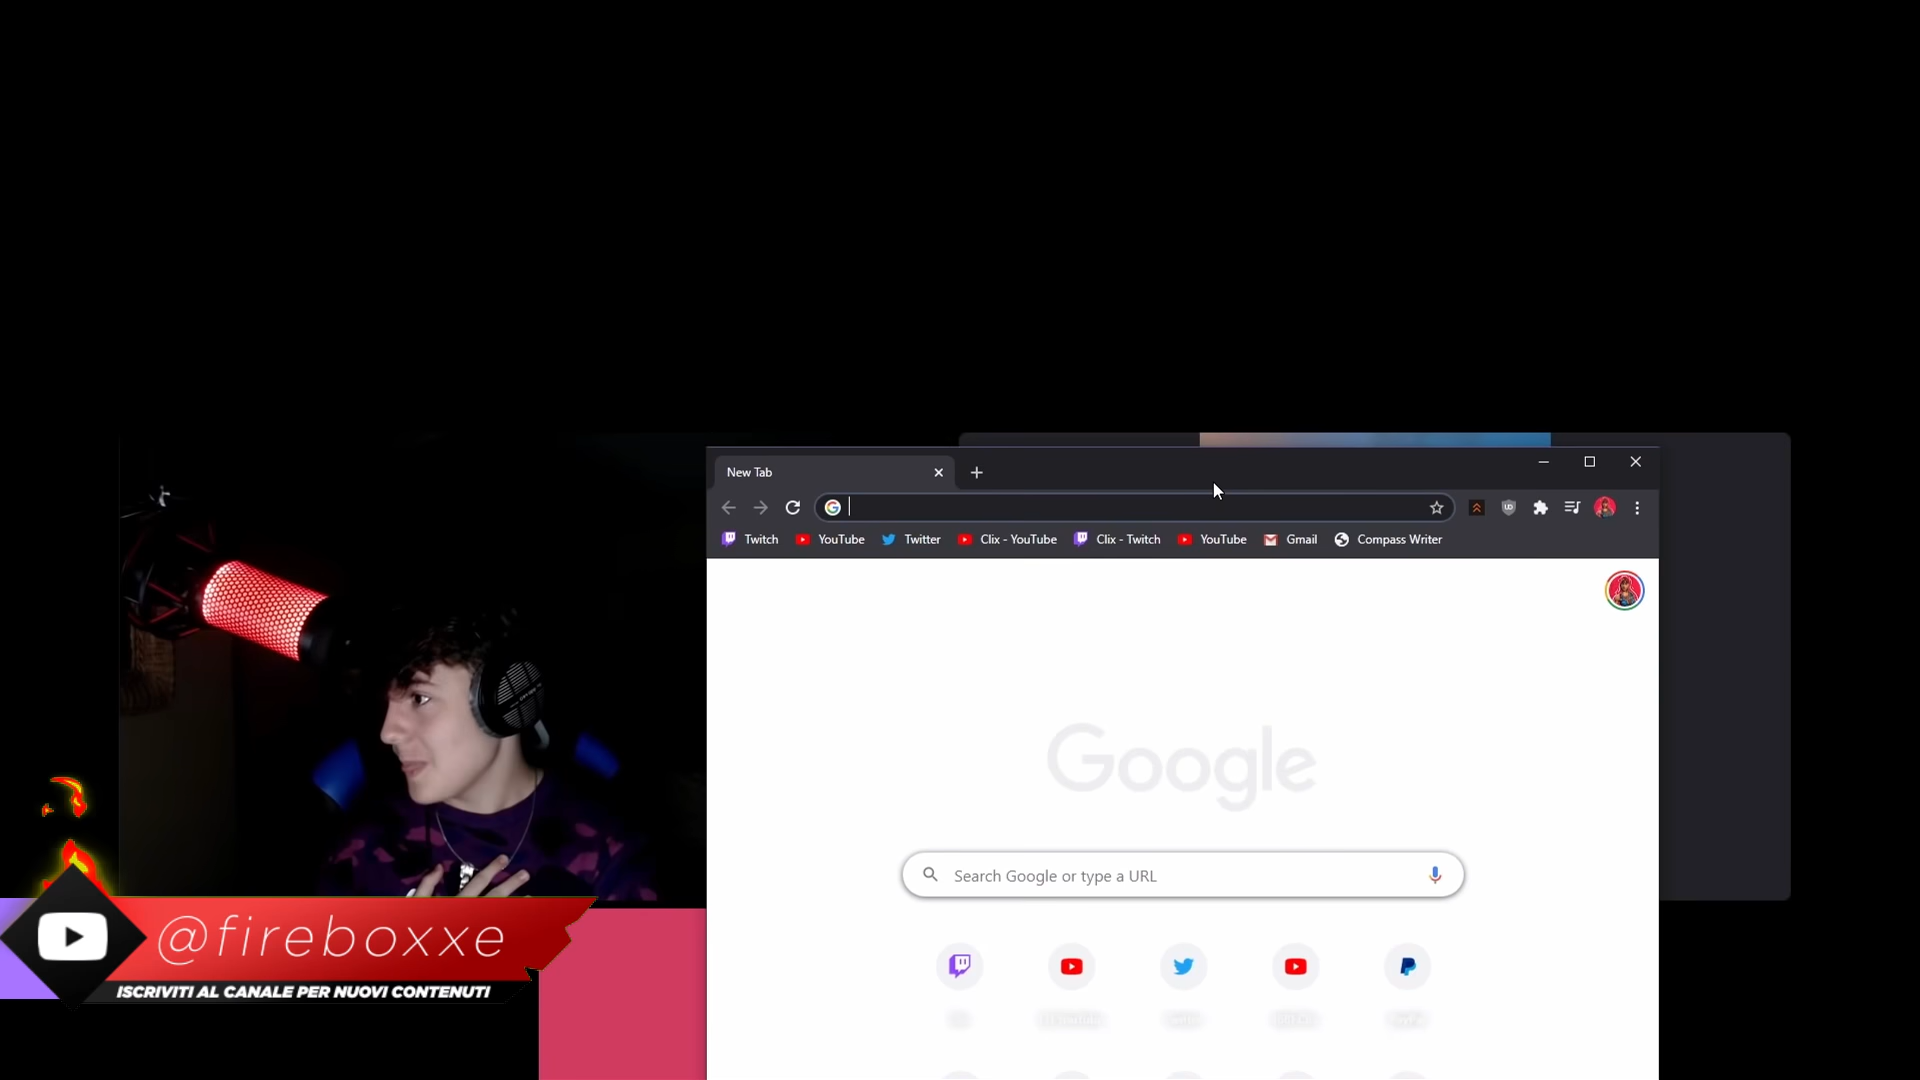 New Tab
Twitch YouTube Twitter Clix - YouTube Clix - Twitch YouTube Gmail Compass Writer
Google
Search Google or type a URL
@fireboxxe
ISCRIVITI AL CANALE PER NUOVI CONTENUTI